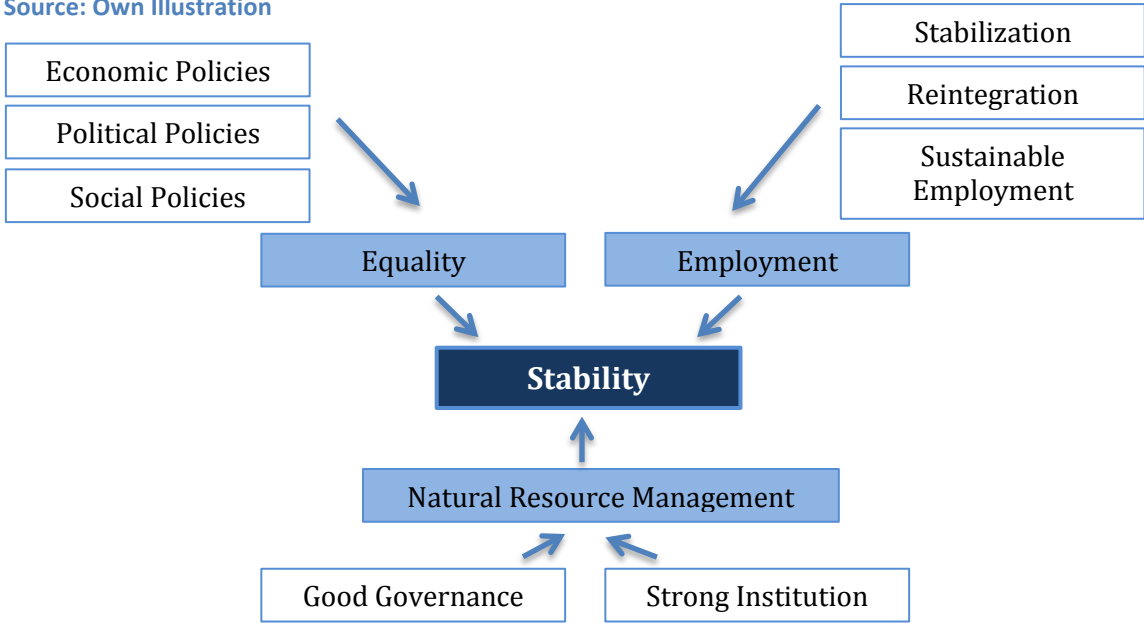 Source: Own Illustration
Economic Policies
Political Policies
Social Policies
Stabilization
Reintegration
Sustainable
Employment
Equality
Employment
Stability
Natural Resource Management
Good Governance
Strong Institution